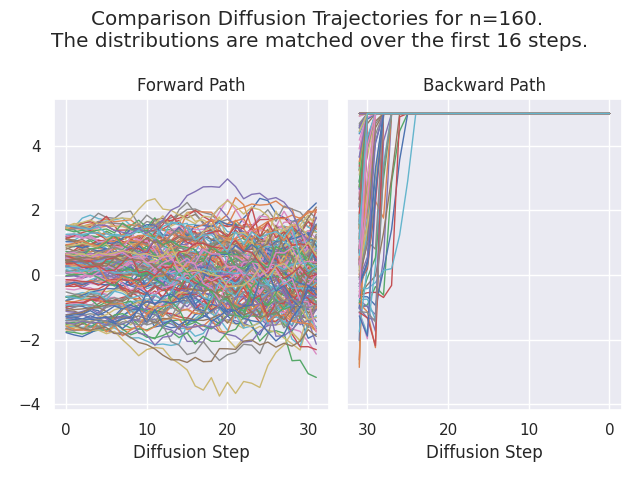 Comparison Diffusion Trajectories for n=160.
The distributions are matched over the first 16 steps.
Forward Path
Backward Path
4
2
0
−2
−4
0 10 20 30
30 20 10 0
Diffusion Step
Diffusion Step